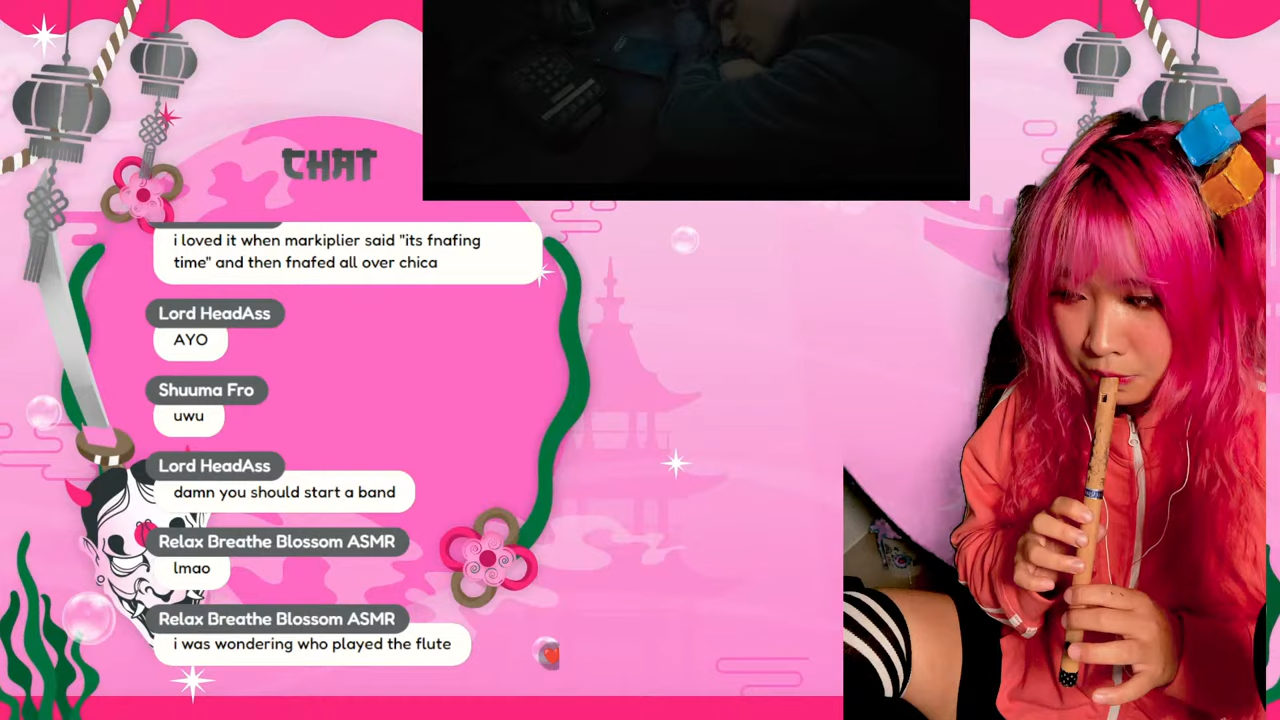 CHAT
i loved it when markiplier said "its fnafing
time" and then fnafed all over chica
Lord HeadAss
AYO
Shuuma Fro
uwu
Lord HeadAss
damn you should start a band
Relax Breathe Blossom ASMR
lmao
Relax Breathe Blossom ASMR
i was wondering who played the flute